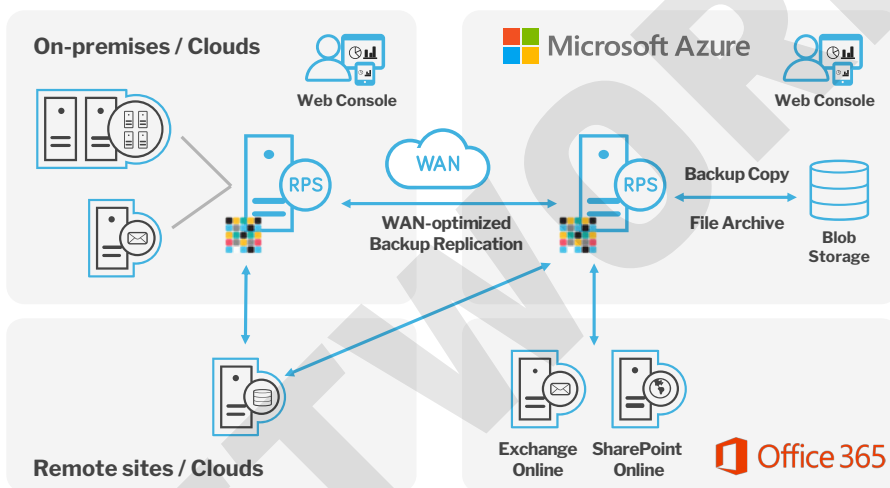 On-premises / Clouds
Web Console
RPS
WAN
WAN-optimized
Backup Replication
Microsoft Azure
Web Console
RPS
Backup Copy
File Archive
Blob
Storage
Remote sites / Clouds
Exchange
Online
SharePoint
Online
Office 365